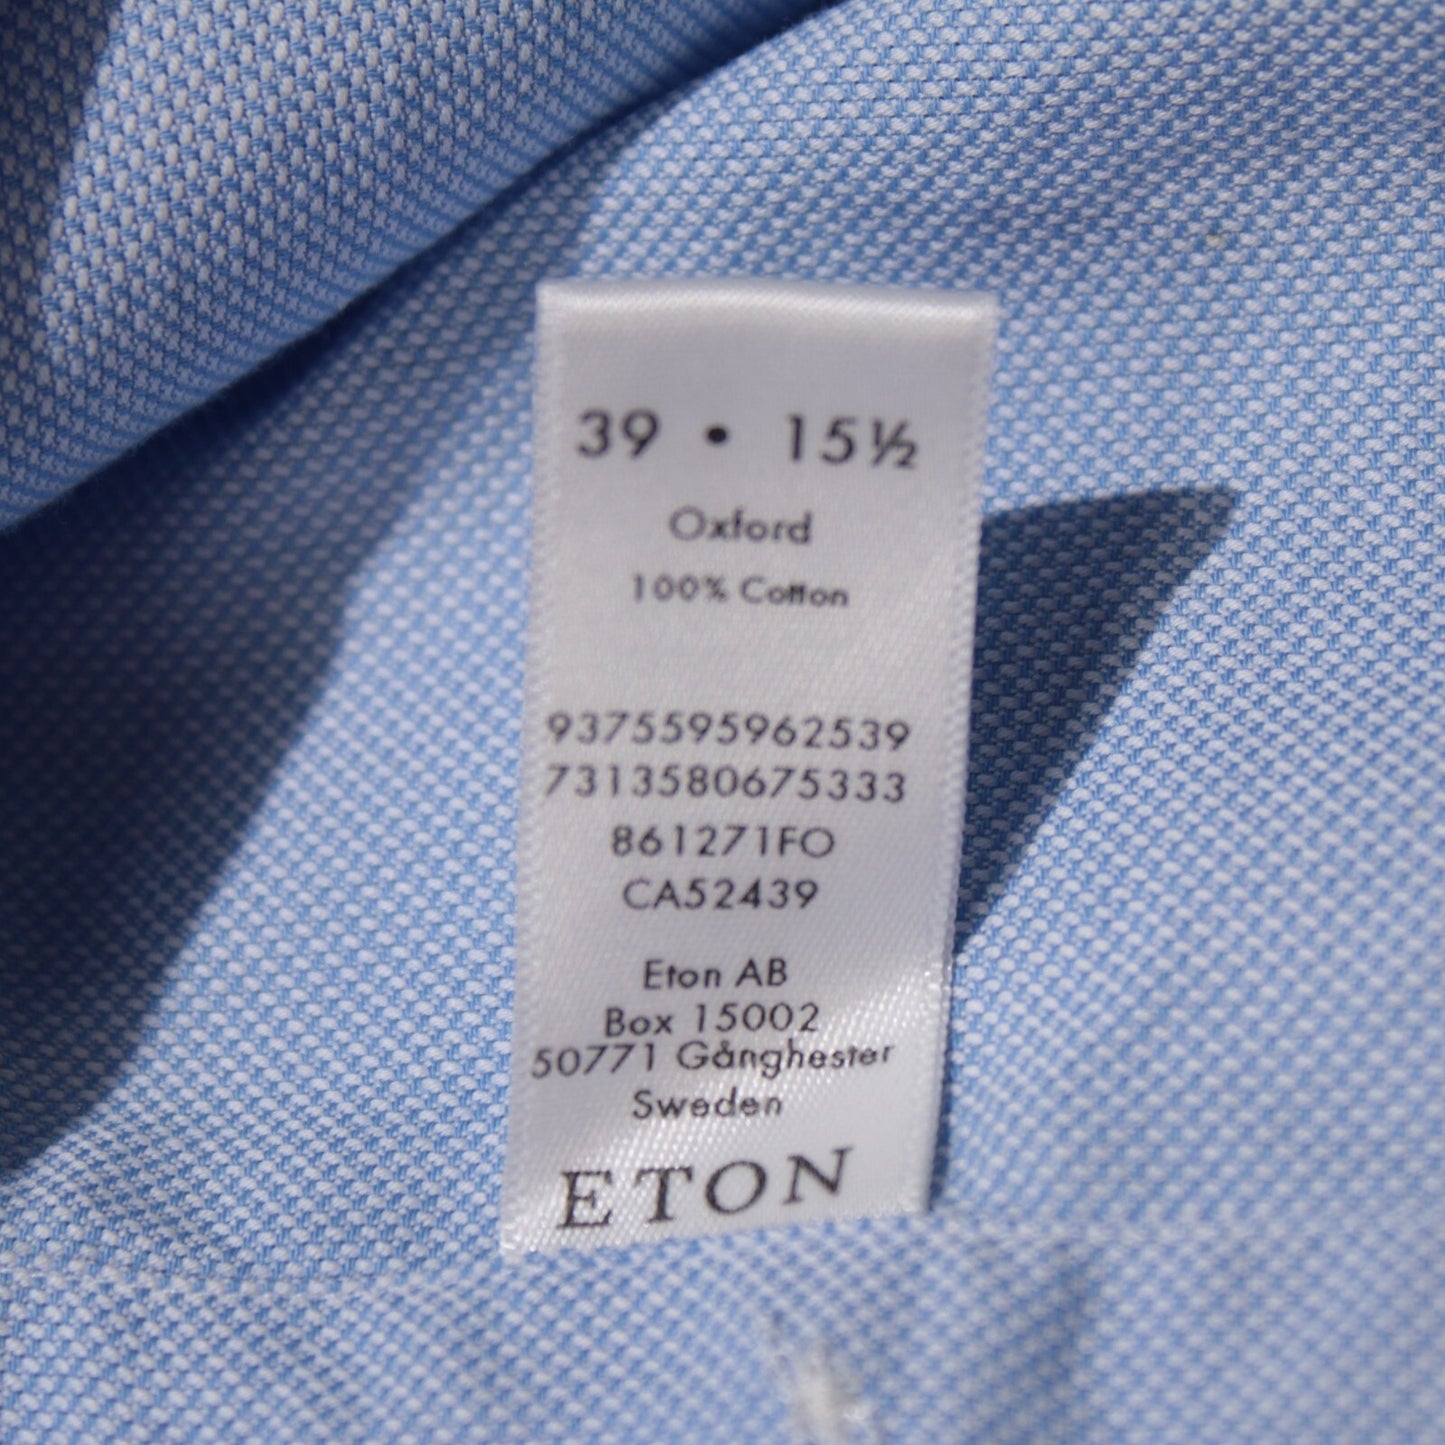 39 • 15½
Oxford
100% Cotton
9375595962539
7313580675333
861271FO
CA52439
Eton AB
Box 15002
50771 Gånghester
Sweden
ETON